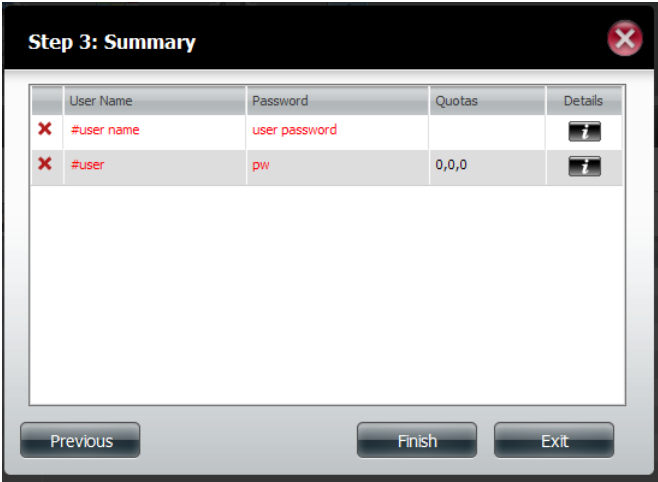 Step 3: Summary
User Name Password Quotas Details
#user name user password
#user pw 0,0,0
Previous Finish Exit